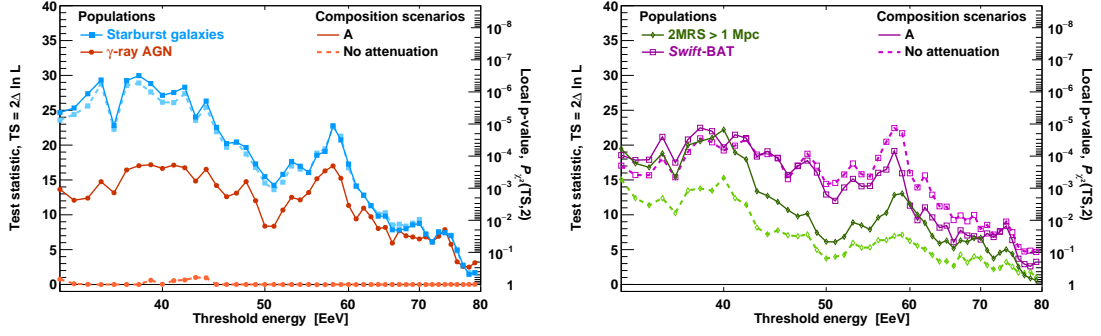 Populations
Composition scenarios
Starburst galaxies
A
γ-ray AGN
No attenuation
Test statistic, TS = 2Δ ln L
40
35
30
25
20
15
10
5
0
10⁻⁸
10⁻⁷
10⁻⁶
10⁻⁵
10⁻⁴
10⁻³
10⁻²
10⁻¹
1
Local p-value, P_χ²(TS,2)
40 50 60 70 80
Threshold energy [EeV]
Populations
Composition scenarios
2MRS > 1 Mpc
A
Swift-BAT
No attenuation
Test statistic, TS = 2Δ ln L
40
35
30
25
20
15
10
5
0
10⁻⁸
10⁻⁷
10⁻⁶
10⁻⁵
10⁻⁴
10⁻³
10⁻²
10⁻¹
1
Local p-value, P_χ²(TS,2)
40 50 60 70 80
Threshold energy [EeV]